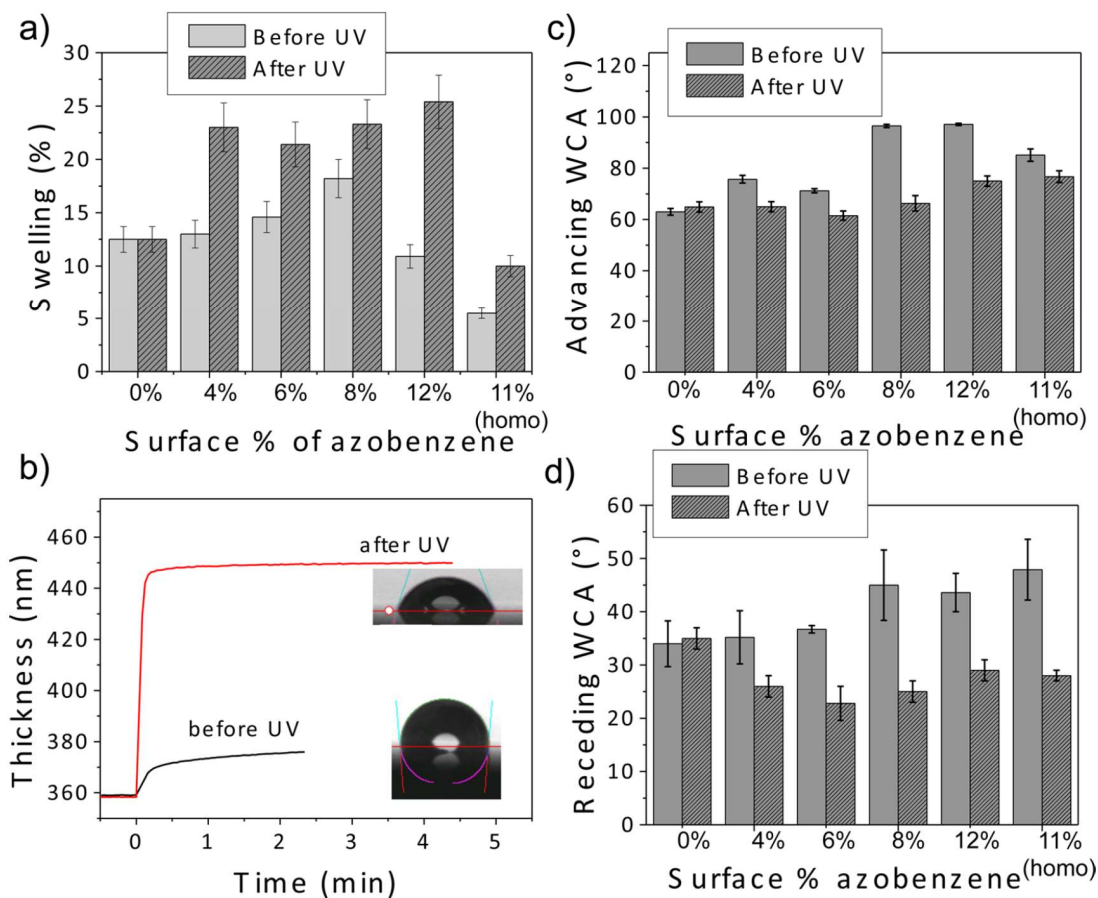 a)
Before UV
After UV
Swelling (%)
30
25
20
15
10
5
0
0% 4% 6% 8% 12% 11%
(homo)
Surface % of azobenzene
b)
Thickness (nm)
460
440
420
400
380
360
after UV
before UV
0 1 2 3 4 5
Time (min)
c)
Before UV
After UV
Advancing WCA (°)
120
100
80
60
40
20
0
0% 4% 6% 8% 12% 11%
(homo)
Surface % azobenzene
d)
Before UV
After UV
Receding WCA (°)
60
50
40
30
20
10
0
0% 4% 6% 8% 12% 11%
(homo)
Surface % azobenzene